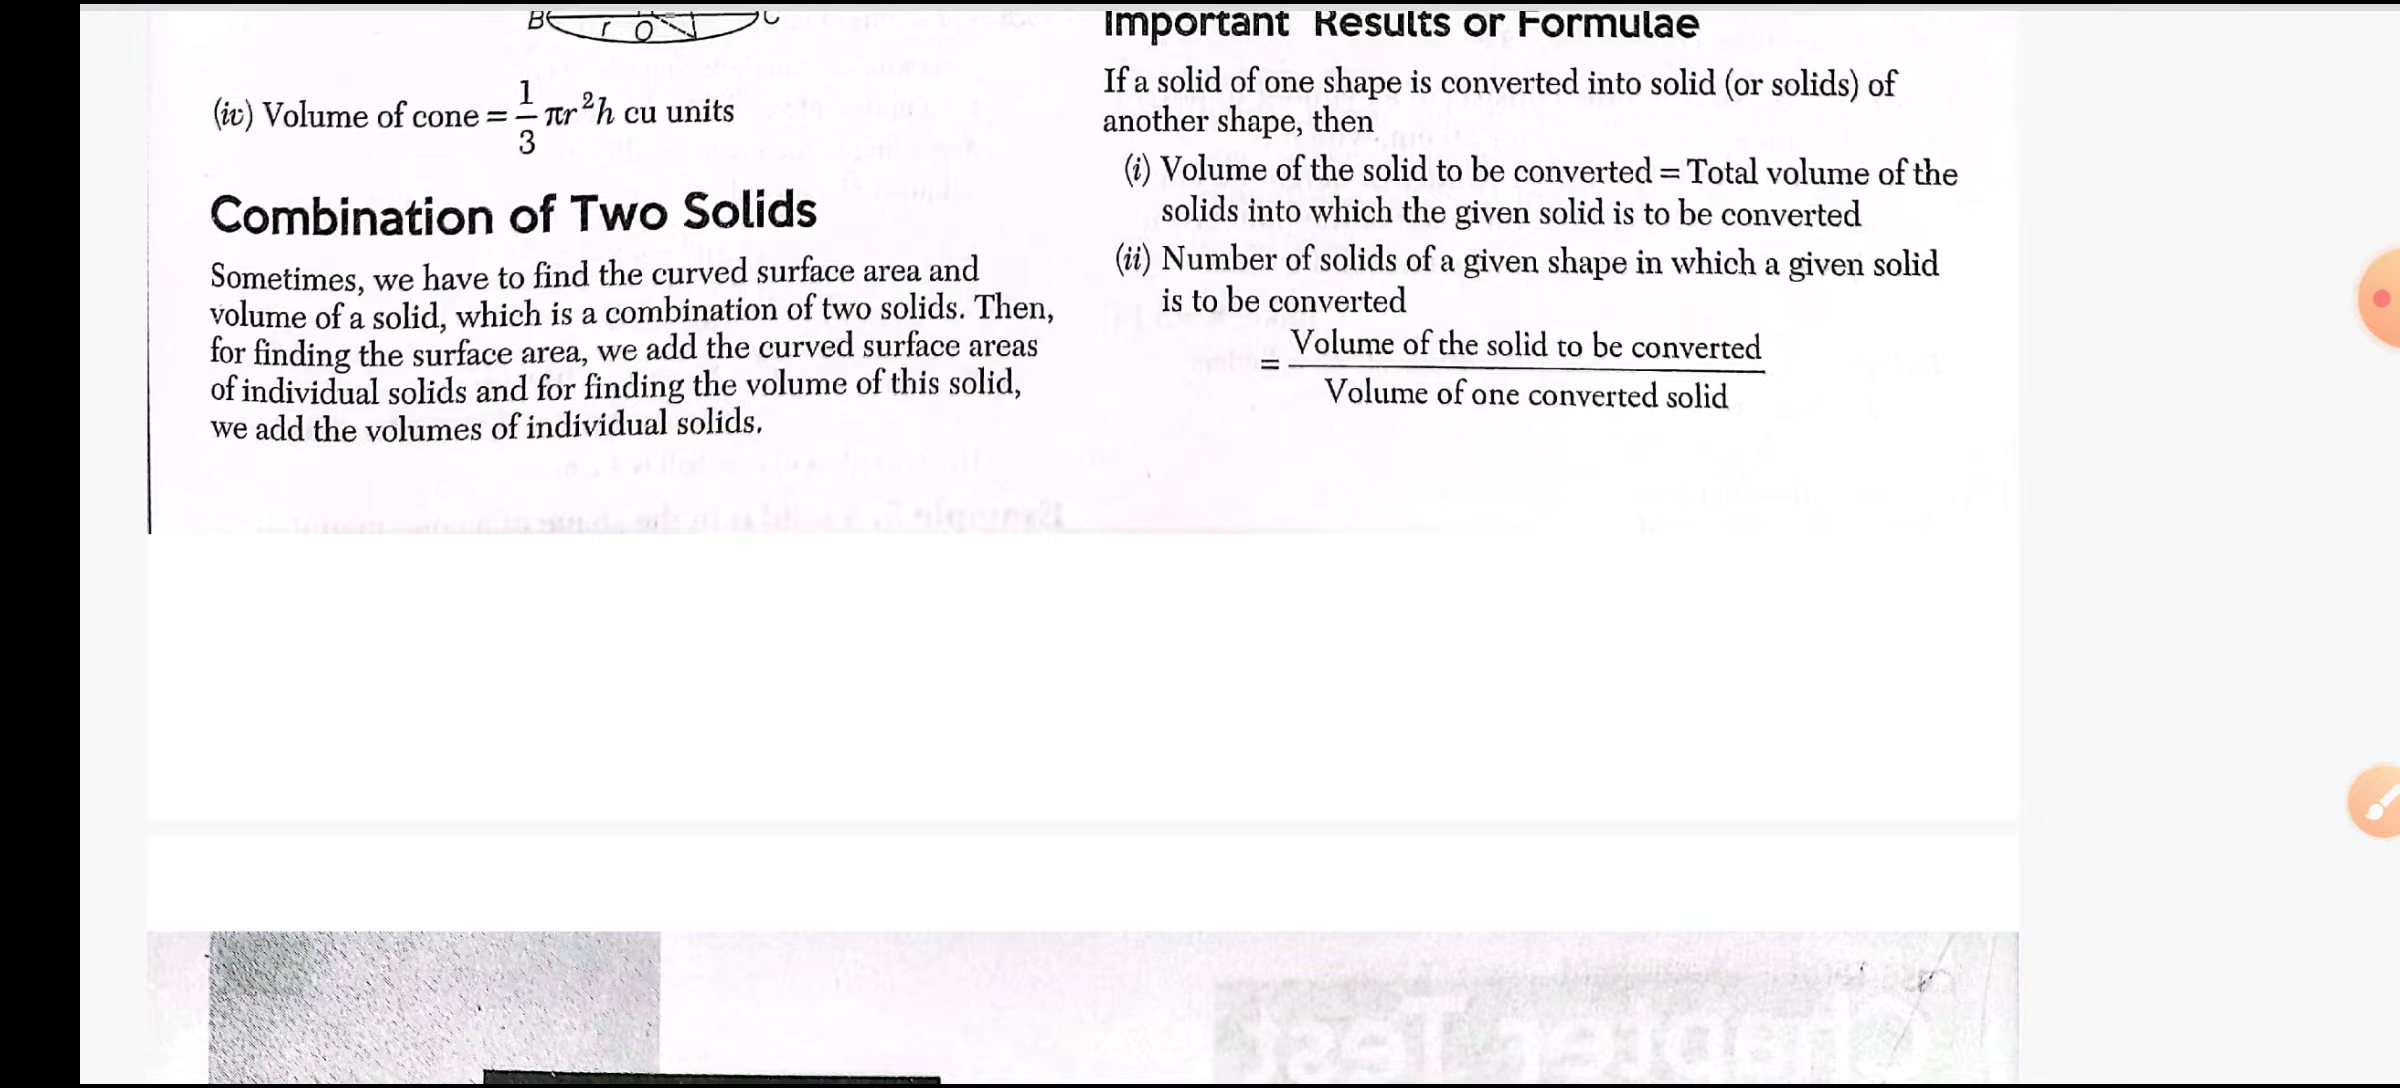 B r O C
(iv) Volume of cone = 1/3 πr²h cu units
Combination of Two Solids
Sometimes, we have to find the curved surface area and
volume of a solid, which is a combination of two solids. Then,
for finding the surface area, we add the curved surface areas
of individual solids and for finding the volume of this solid,
we add the volumes of individual solids.
Important Results or Formulae
If a solid of one shape is converted into solid (or solids) of
another shape, then
(i) Volume of the solid to be converted = Total volume of the
solids into which the given solid is to be converted
(ii) Number of solids of a given shape in which a given solid
is to be converted
= Volume of the solid to be converted
Volume of one converted solid